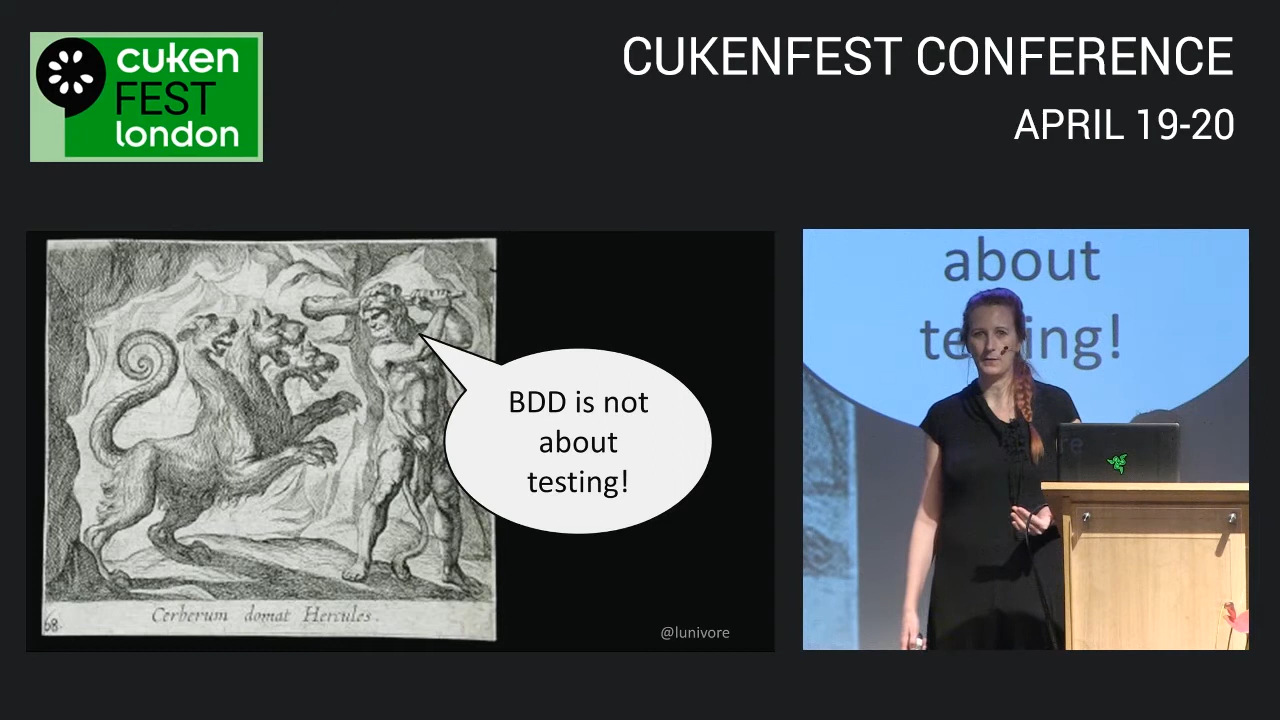 cuken
FEST
london
CUKENFEST CONFERENCE
APRIL 19-20
BDD is not
about
testing!
Cerberum domat Hercules.
68.
@lunivore
about
testing!
re